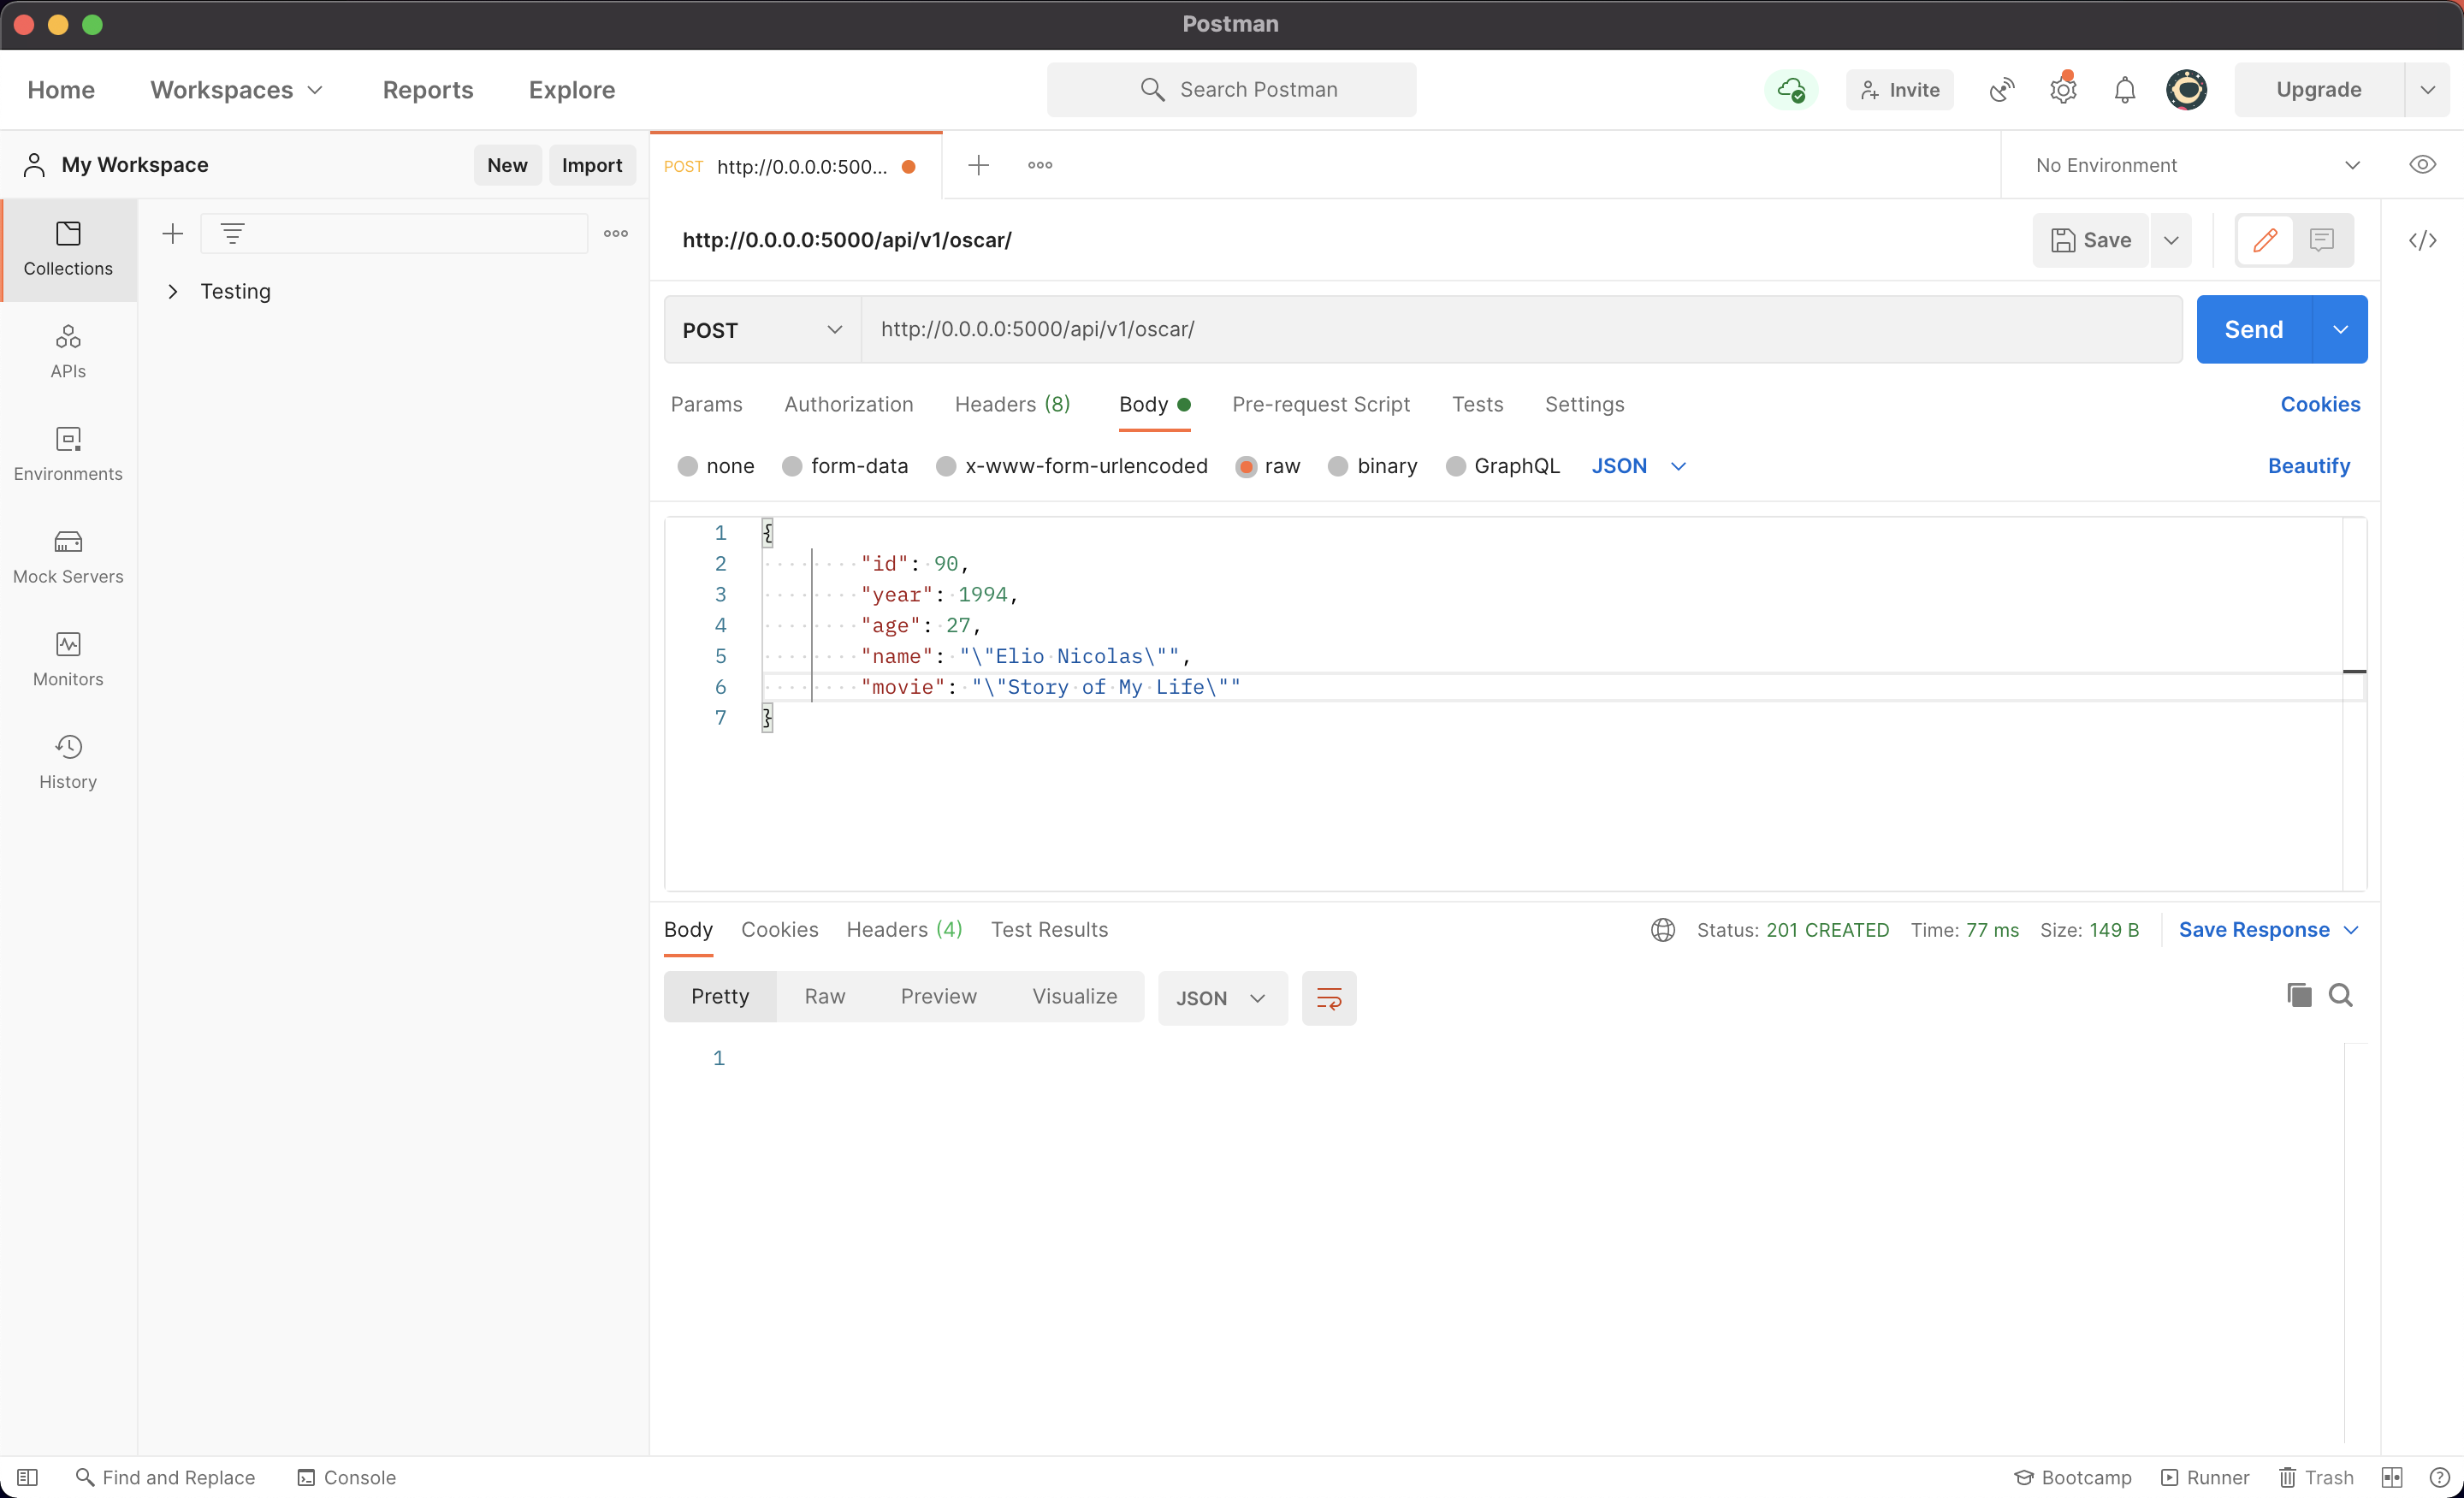 Postman
Home Workspaces Reports Explore Search Postman Invite Upgrade
My Workspace New Import POST http://0.0.0.0:500... No Environment
Collections
APIs
Environments
Mock Servers
Monitors
History
Testing
http://0.0.0.0:5000/api/v1/oscar/ Save
POST http://0.0.0.0:5000/api/v1/oscar/ Send
Params Authorization Headers (8) Body Pre-request Script Tests Settings Cookies
none form-data x-www-form-urlencoded raw binary GraphQL JSON Beautify
1 {
2 "id": 90,
3 "year": 1994,
4 "age": 27,
5 "name": "\"Elio Nicolas\"",
6 "movie": "\"Story of My Life\""
7 }
Body Cookies Headers (4) Test Results Status: 201 CREATED Time: 77 ms Size: 149 B Save Response
Pretty Raw Preview Visualize JSON
1
Find and Replace Console Bootcamp Runner Trash